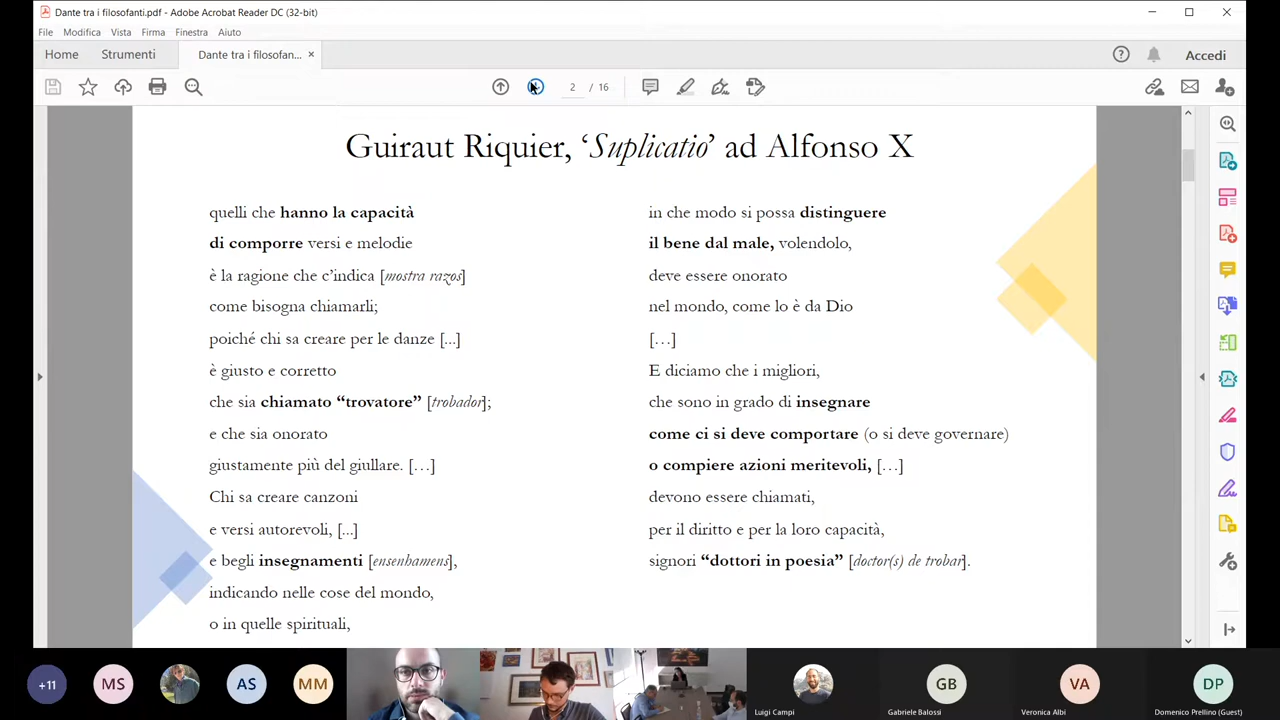 Dante tra i filosofanti.pdf - Adobe Acrobat Reader DC (32-bit)
File Modifica Vista Firma Finestra Aiuto
Home Strumenti Dante tra i filosofan... ×
Accedi
2 / 16
Guiraut Riquier, ‘Suplicatio’ ad Alfonso X
quelli che hanno la capacità
di comporre versi e melodie
è la ragione che c’indica [mostra razos]
come bisogna chiamarli;
poiché chi sa creare per le danze [...]
è giusto e corretto
che sia chiamato “trovatore” [trobador];
e che sia onorato
giustamente più del giullare. […]
Chi sa creare canzoni
e versi autorevoli, [...]
e begli insegnamenti [ensenhamens],
indicando nelle cose del mondo,
o in quelle spirituali,
in che modo si possa distinguere
il bene dal male, volendolo,
deve essere onorato
nel mondo, come lo è da Dio
[…]
E diciamo che i migliori,
che sono in grado di insegnare
come ci si deve comportare (o si deve governare)
o compiere azioni meritevoli, […]
devono essere chiamati,
per il diritto e per la loro capacità,
signori “dottori in poesia” [doctor(s) de trobar].
+11 MS AS MM GB VA DP
Luigi Campi Gabriele Balossi Veronica Albi Domenico Prellino (Guest)